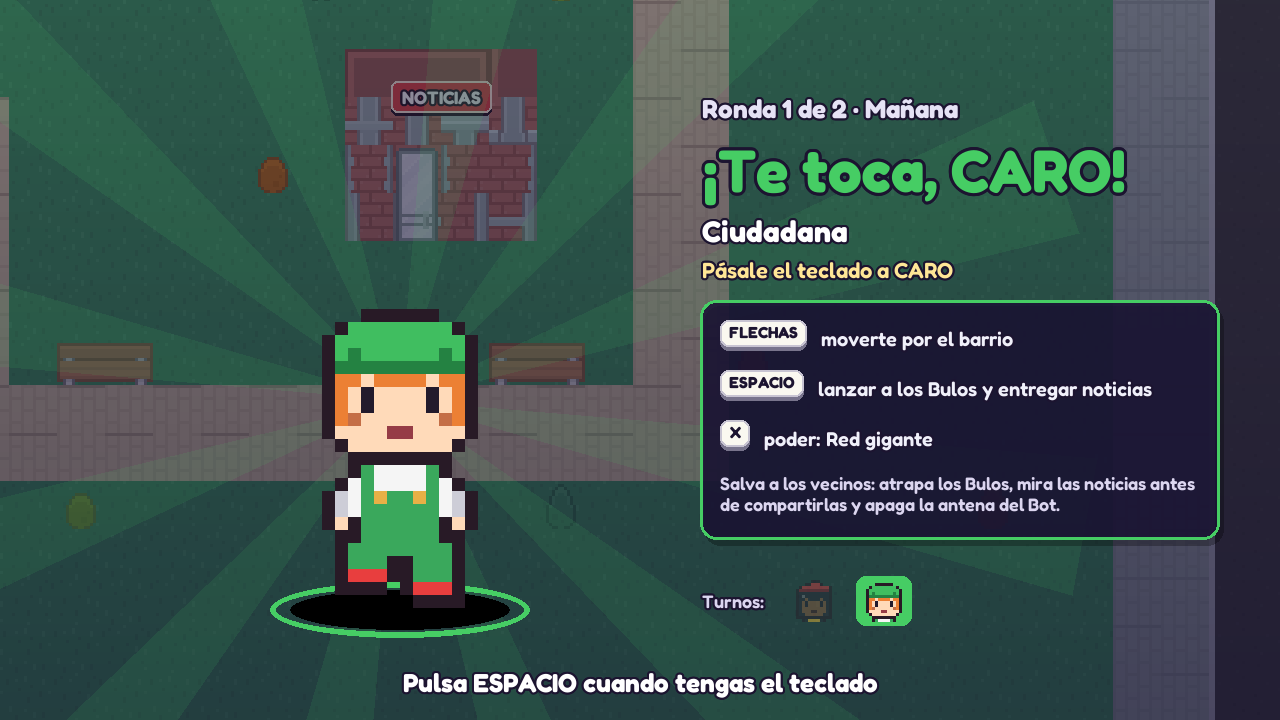 NOTICIAS
Ronda 1 de 2 · Mañana
¡Te toca, CARO!
Ciudadana
Pásale el teclado a CARO
FLECHAS moverte por el barrio
ESPACIO lanzar a los Bulos y entregar noticias
X poder: Red gigante
Salva a los vecinos: atrapa los Bulos, mira las noticias antes
de compartirlas y apaga la antena del Bot.
Turnos:
Pulsa ESPACIO cuando tengas el teclado